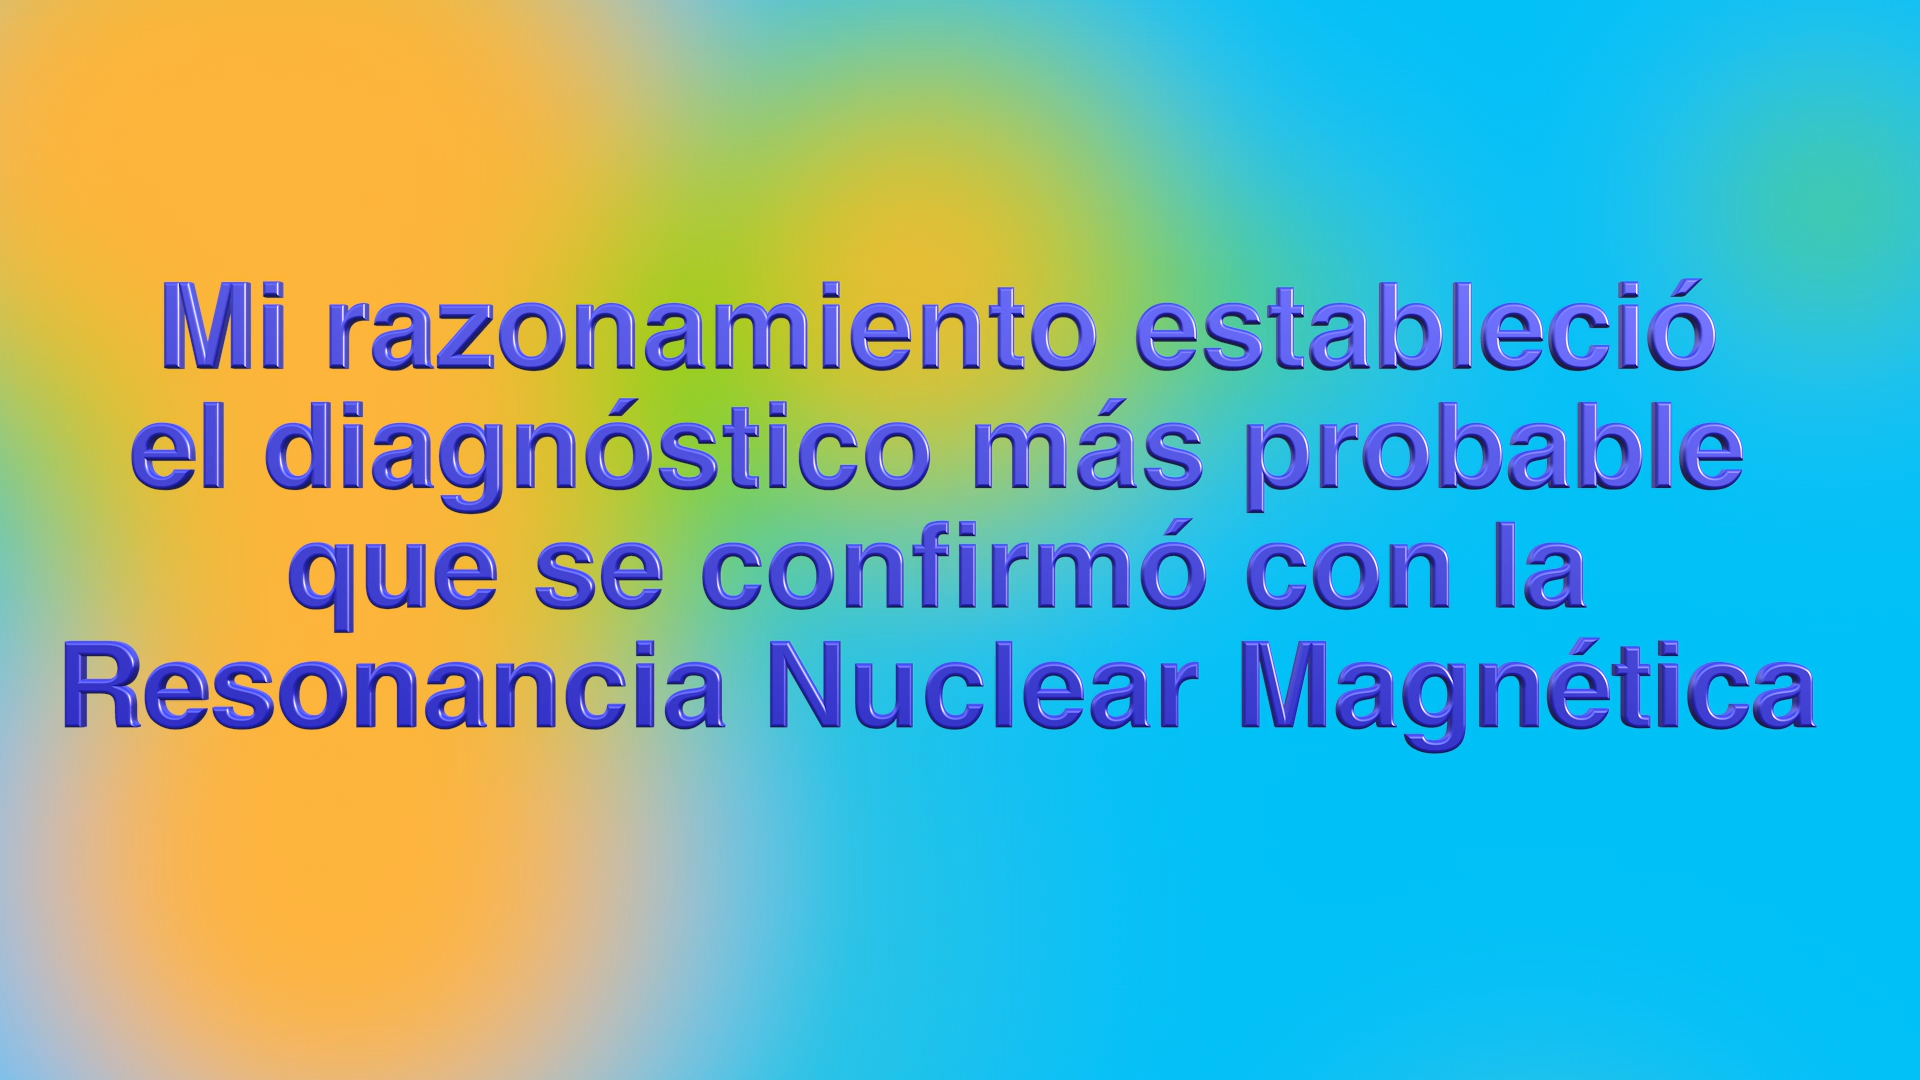 Mi razonamiento estableció
el diagnóstico más probable
que se confirmó con la
Resonancia Nuclear Magnética